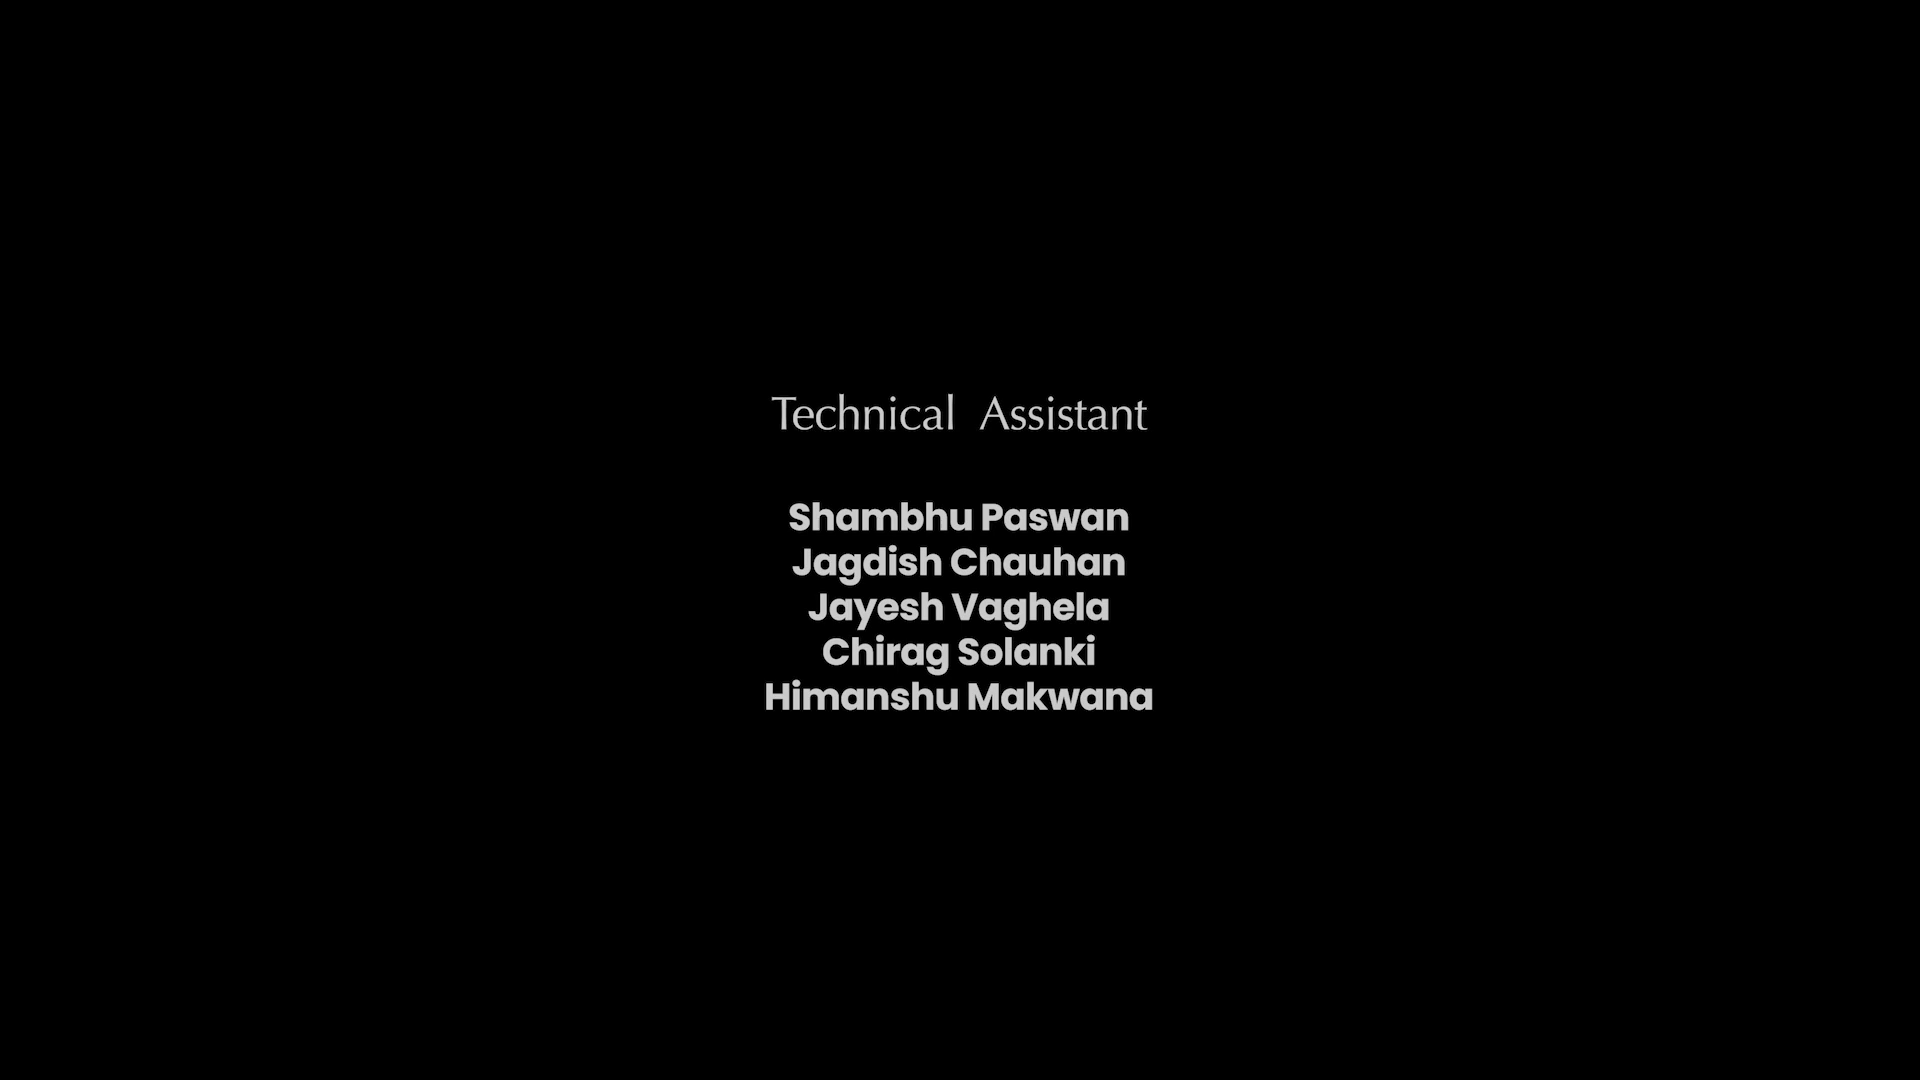 Technical Assistant
Shambhu Paswan
Jagdish Chauhan
Jayesh Vaghela
Chirag Solanki
Himanshu Makwana